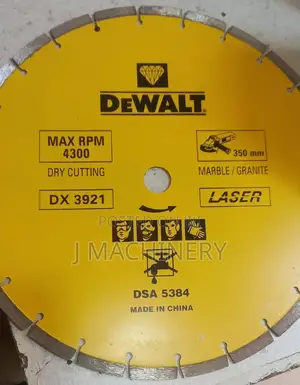 DEWALT
MAX RPM
4300
DRY CUTTING
DX 3921
350 mm
MARBLE / GRANITE
LASER
J MACHINERY
DSA 5384
MADE IN CHINA